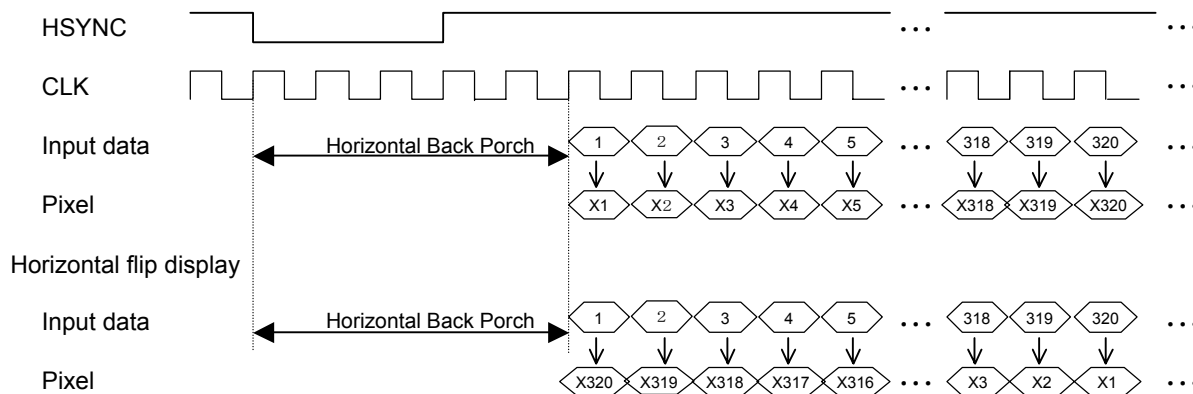 HSYNC ... ...
CLK ... ...
Input data Horizontal Back Porch 1 2 3 4 5 ... 318 319 320 ...
Pixel X1 X2 X3 X4 X5 ... X318 X319 X320 ...
Horizontal flip display
Input data Horizontal Back Porch 1 2 3 4 5 ... 318 319 320 ...
Pixel X320 X319 X318 X317 X316 ... X3 X2 X1 ...